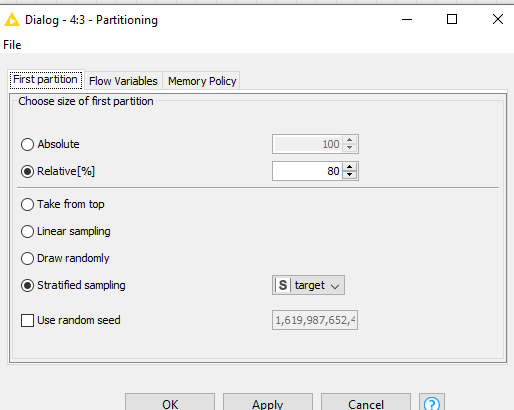 Dialog - 4:3 - Partitioning
File
First partition Flow Variables Memory Policy
Choose size of first partition
Absolute 100
Relative[%] 80
Take from top
Linear sampling
Draw randomly
Stratified sampling S target
Use random seed 1,619,987,652,4
OK Apply Cancel ?